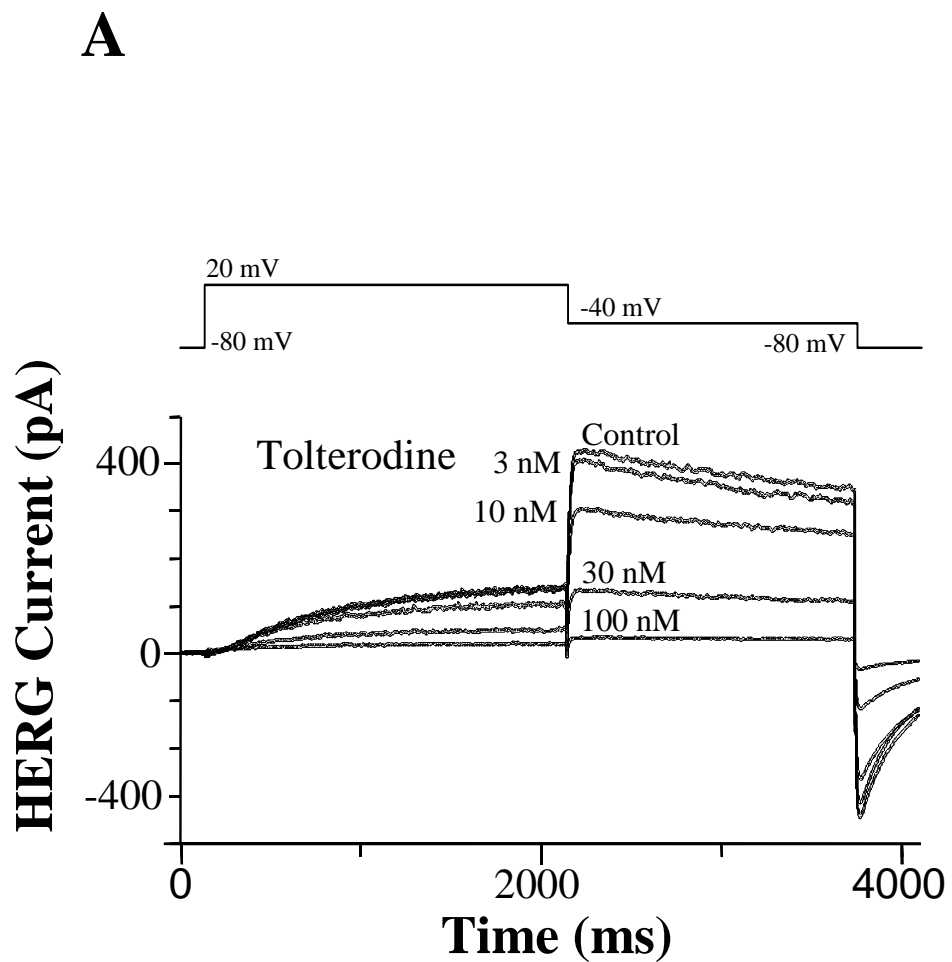 A
20 mV
-40 mV
-80 mV
-80 mV
HERG Current (pA)
400
0
-400
Tolterodine
Control
3 nM
10 nM
30 nM
100 nM
0
2000
4000
Time (ms)